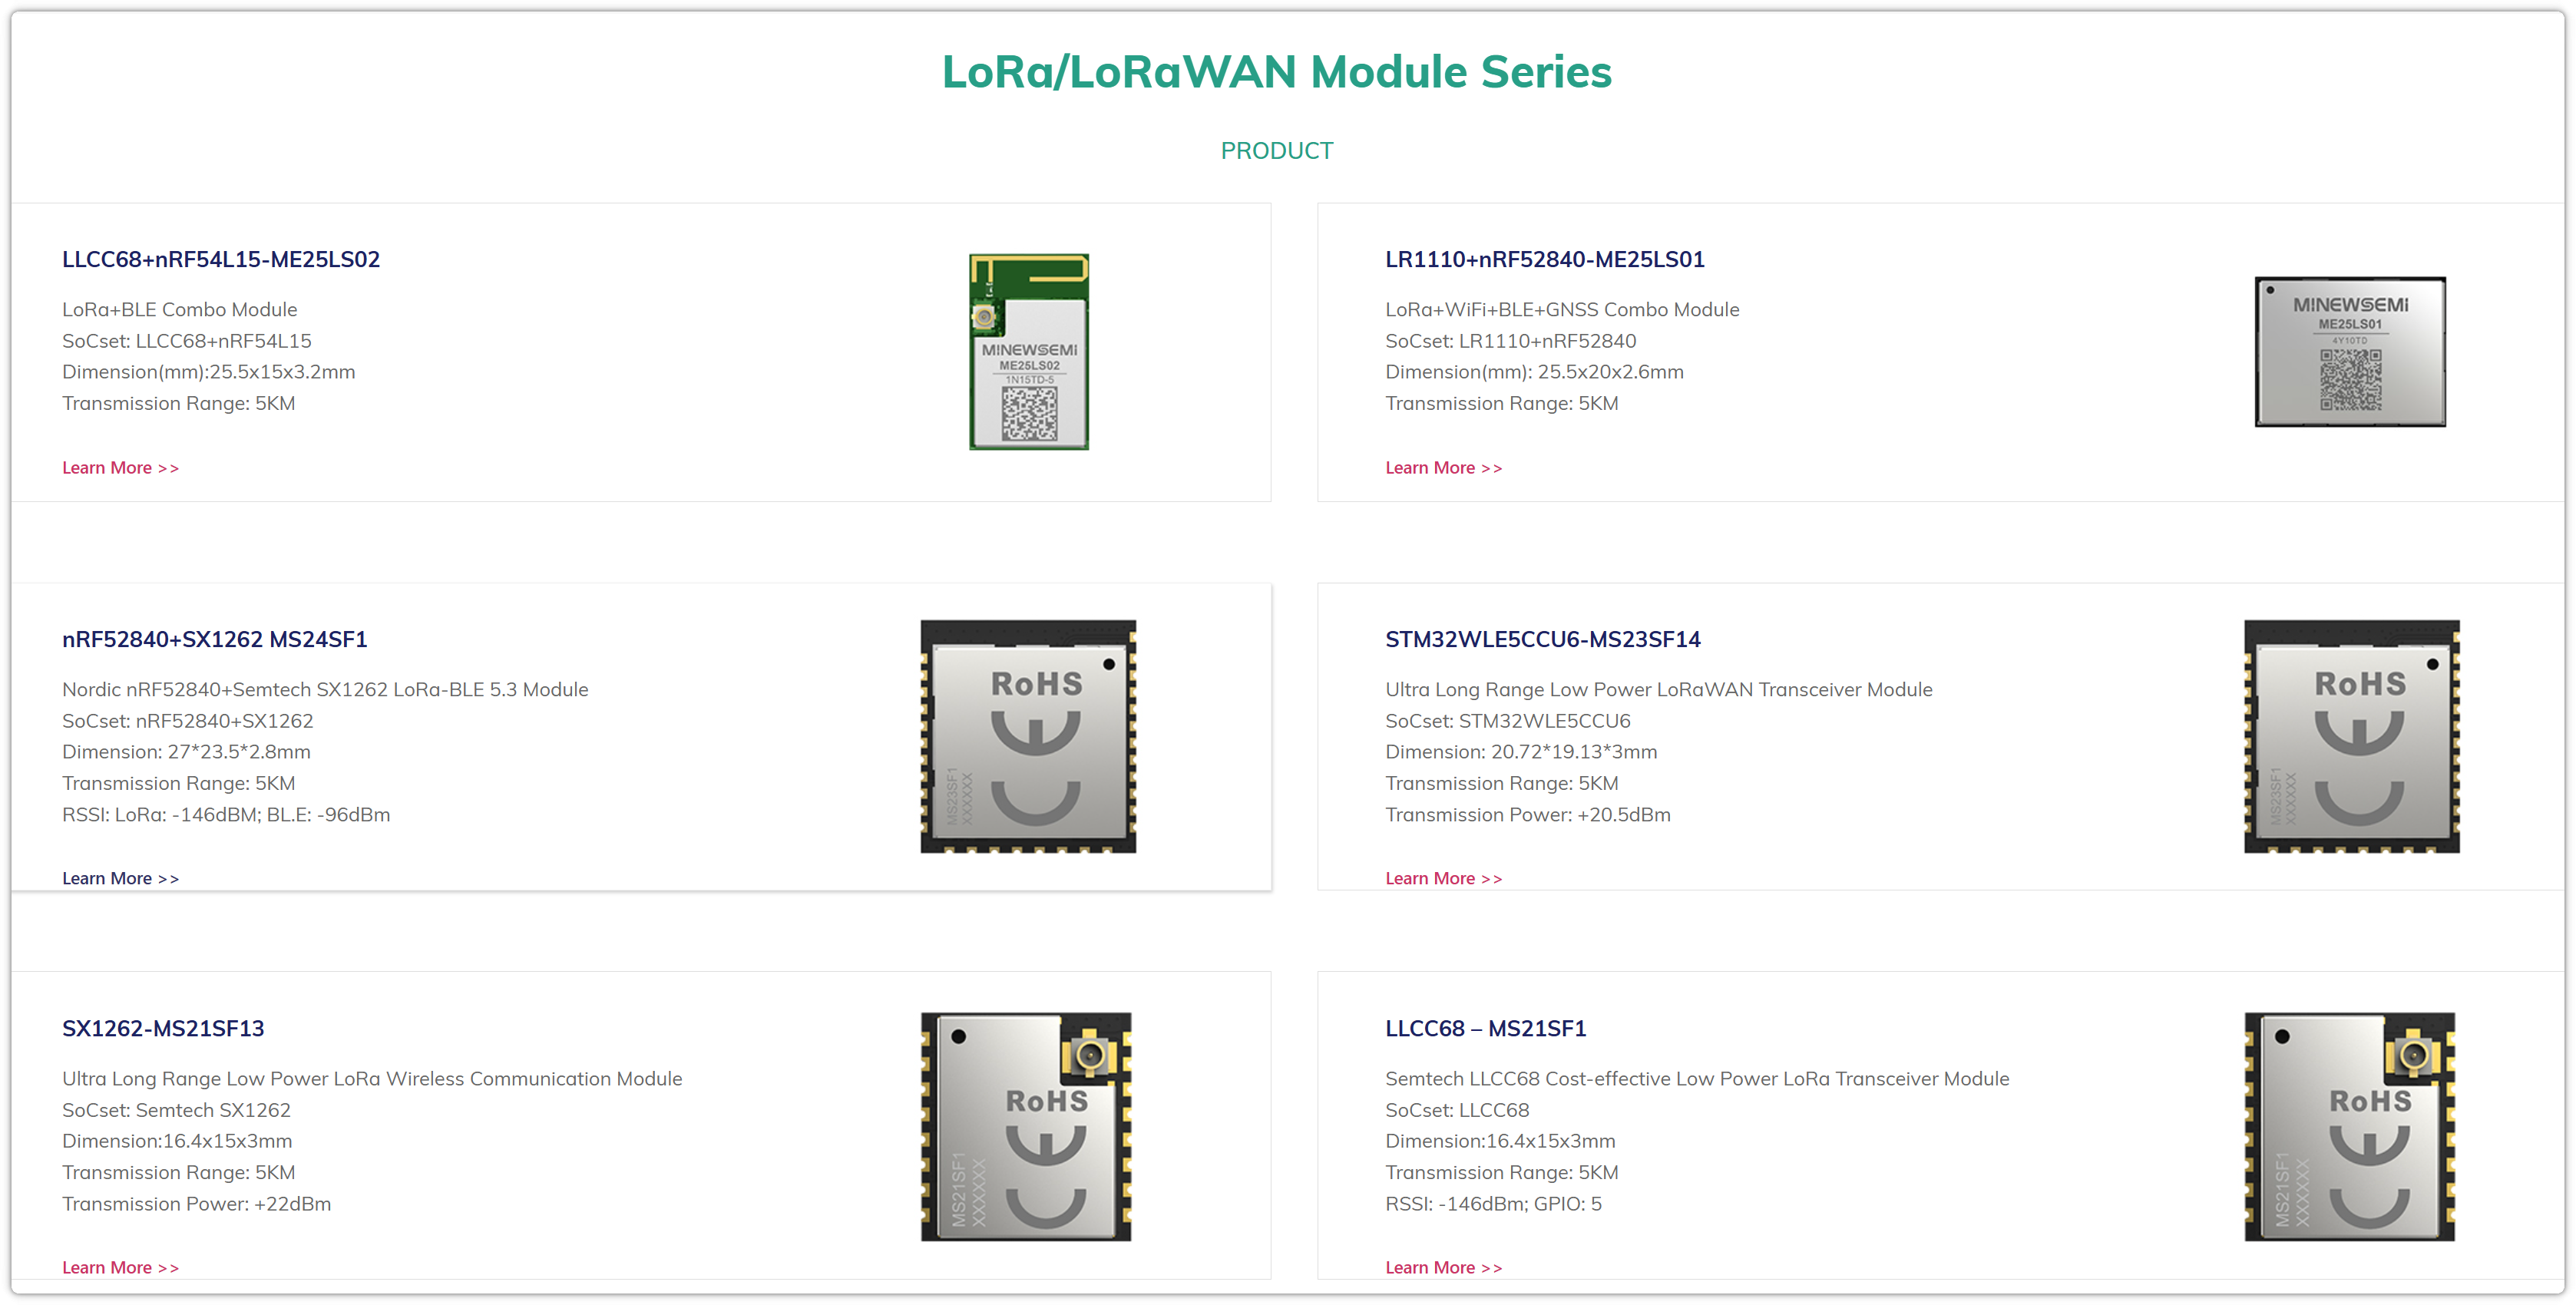 LoRa/LoRaWAN Module Series
PRODUCT
LLCC68+nRF54L15-ME25LS02
LoRa+BLE Combo Module
SoCset: LLCC68+nRF54L15
Dimension(mm):25.5x15x3.2mm
Transmission Range: 5KM
Learn More >>
MINEWSEMI
ME25LS02
1N15TD-5
LR1110+nRF52840-ME25LS01
LoRa+WiFi+BLE+GNSS Combo Module
SoCset: LR1110+nRF52840
Dimension(mm): 25.5x20x2.6mm
Transmission Range: 5KM
Learn More >>
MINEWSEMI
ME25LS01
4Y10TD
nRF52840+SX1262 MS24SF1
Nordic nRF52840+Semtech SX1262 LoRa-BLE 5.3 Module
SoCset: nRF52840+SX1262
Dimension: 27*23.5*2.8mm
Transmission Range: 5KM
RSSI: LoRa: -146dBM; BL.E: -96dBm
Learn More >>
RoHS
CE
MS23SF1
XXXXXX
STM32WLE5CCU6-MS23SF14
Ultra Long Range Low Power LoRaWAN Transceiver Module
SoCset: STM32WLE5CCU6
Dimension: 20.72*19.13*3mm
Transmission Range: 5KM
Transmission Power: +20.5dBm
Learn More >>
RoHS
CE
MS23SF1
XXXXXX
SX1262-MS21SF13
Ultra Long Range Low Power LoRa Wireless Communication Module
SoCset: Semtech SX1262
Dimension:16.4x15x3mm
Transmission Range: 5KM
Transmission Power: +22dBm
Learn More >>
RoHS
CE
MS21SF1
XXXXXX
LLCC68 – MS21SF1
Semtech LLCC68 Cost-effective Low Power LoRa Transceiver Module
SoCset: LLCC68
Dimension:16.4x15x3mm
Transmission Range: 5KM
RSSI: -146dBm; GPIO: 5
Learn More >>
RoHS
CE
MS21SF1
XXXXXX